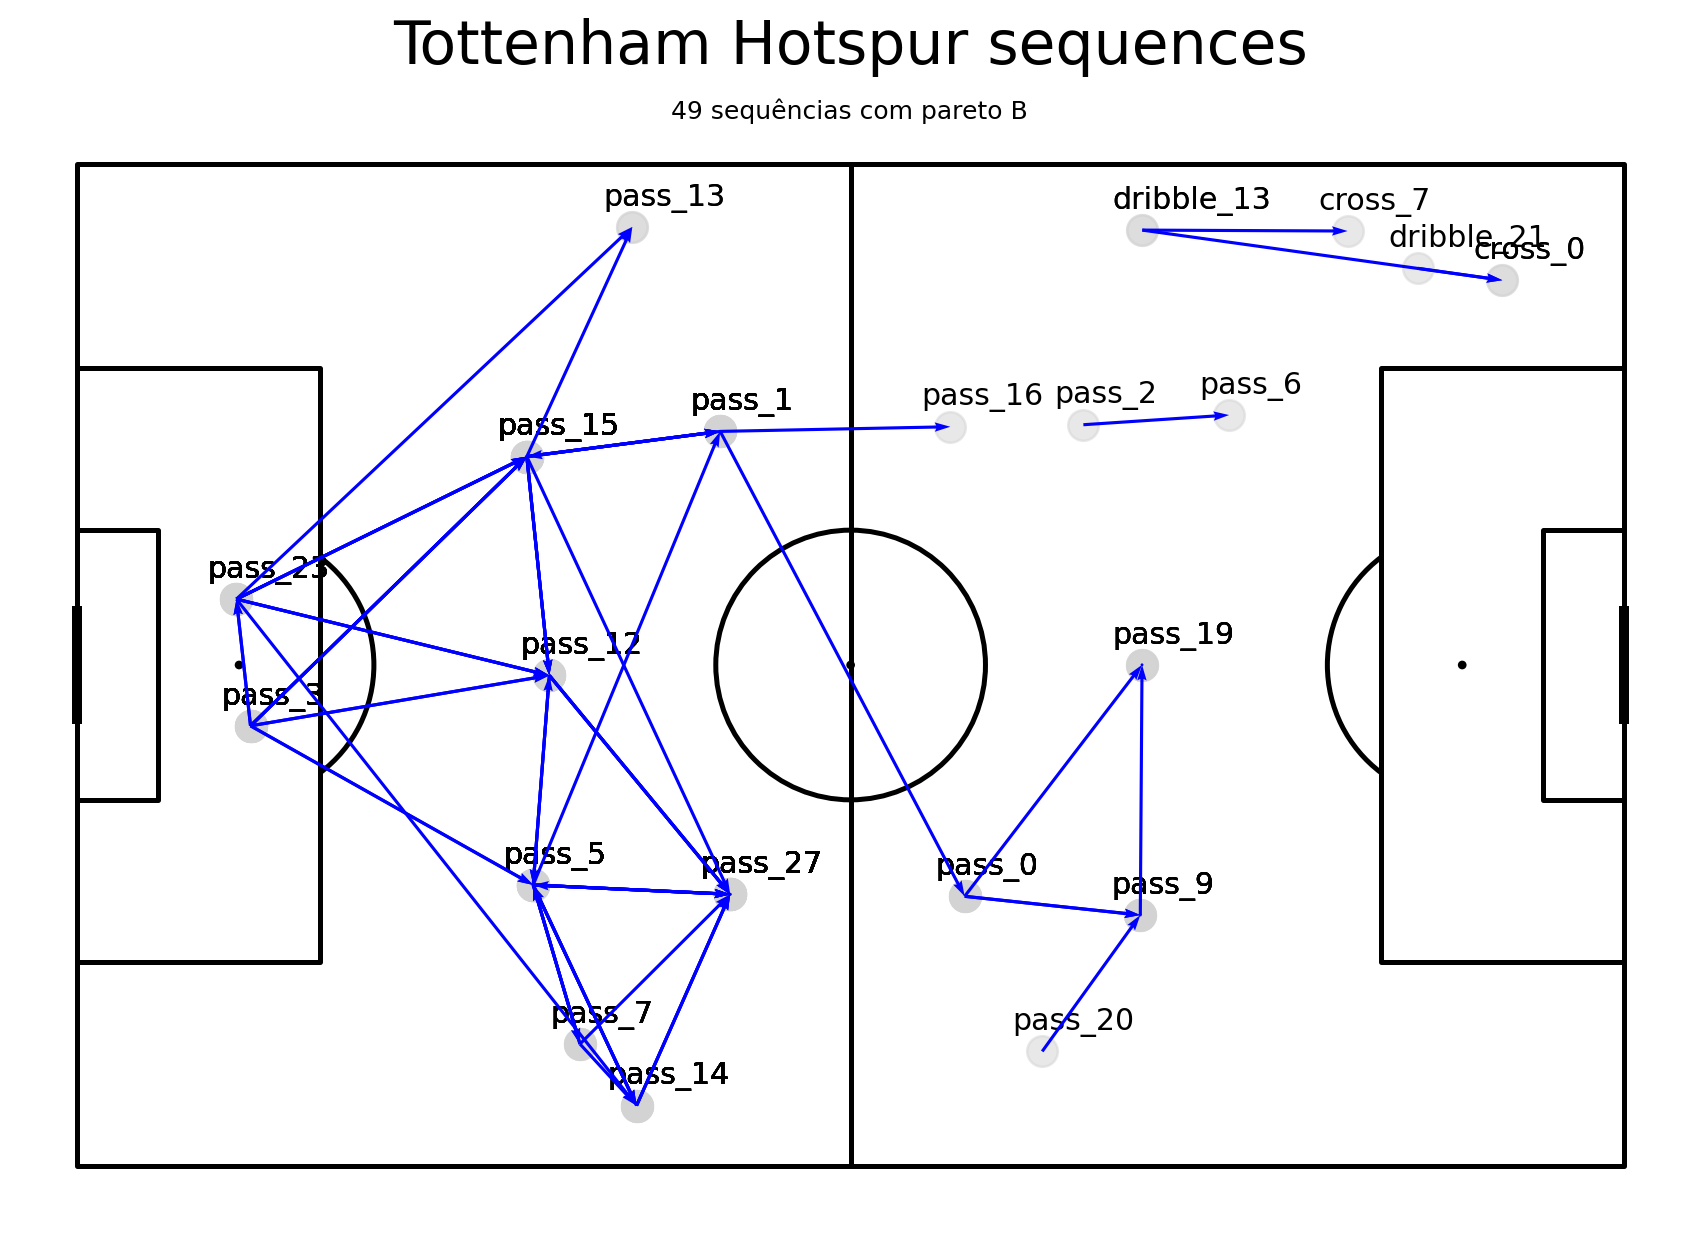 Tottenham Hotspur sequences
49 sequências com pareto B
pass_13
dribble_13
cross_7
dribble_21
cross_0
pass_15
pass_1
pass_16
pass_2
pass_6
pass_23
pass_12
pass_19
pass_3
pass_5
pass_27
pass_0
pass_9
pass_7
pass_20
pass_14